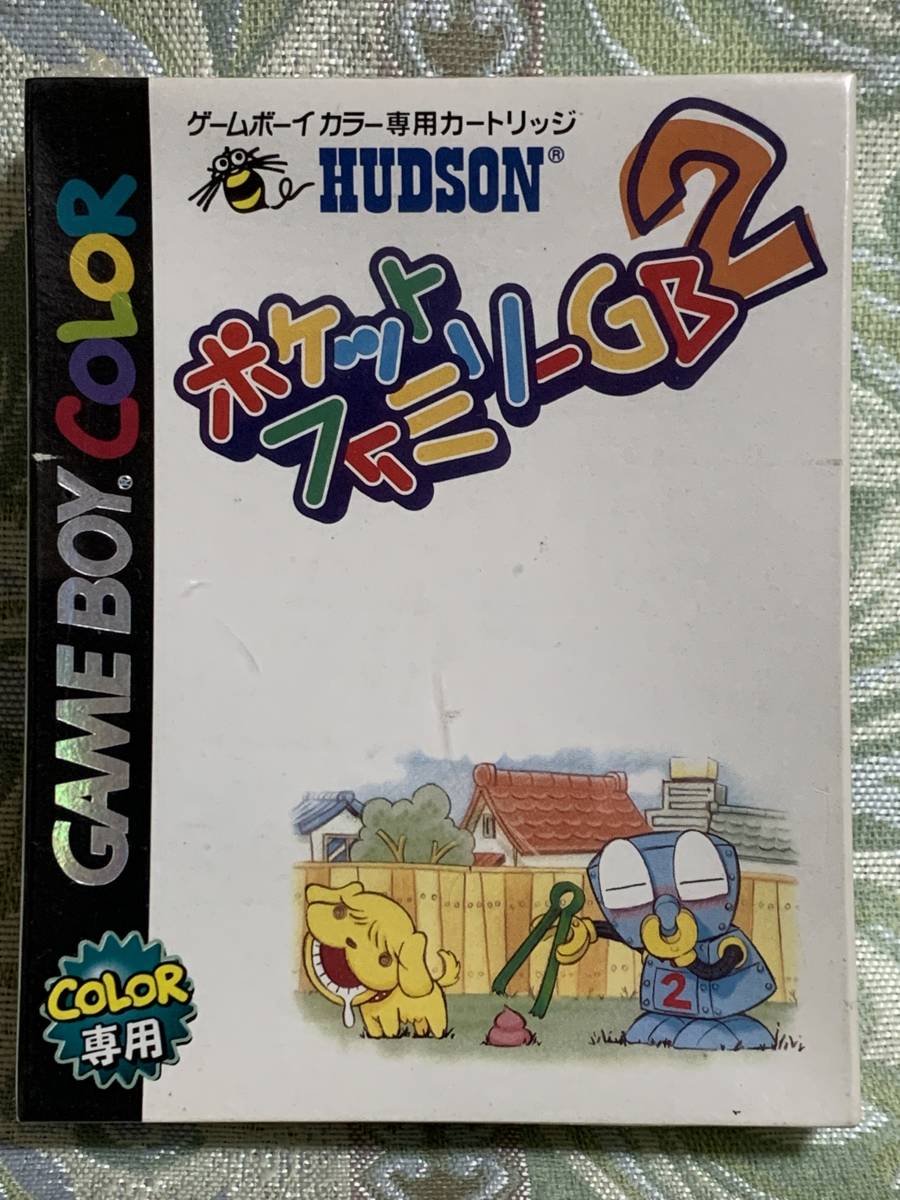 ゲームボーイ カラー専用カートリッジ
HUDSON®
ポケット
ファミリーGB2
GAME BOY COLOR
COLOR
専用
2